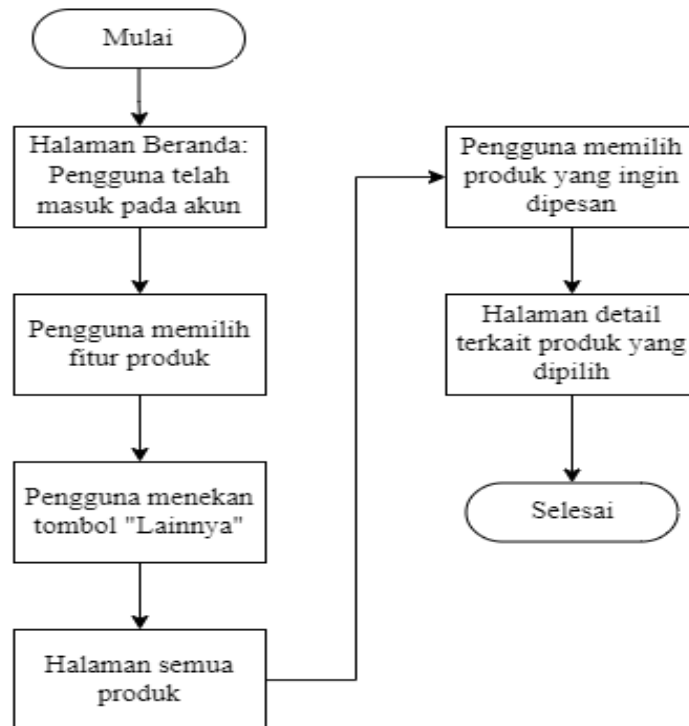 Mulai
Halaman Beranda:
Pengguna telah
masuk pada akun
Pengguna memilih
fitur produk
Pengguna menekan
tombol "Lainnya"
Halaman semua
produk
Pengguna memilih
produk yang ingin
dipesan
Halaman detail
terkait produk yang
dipilih
Selesai